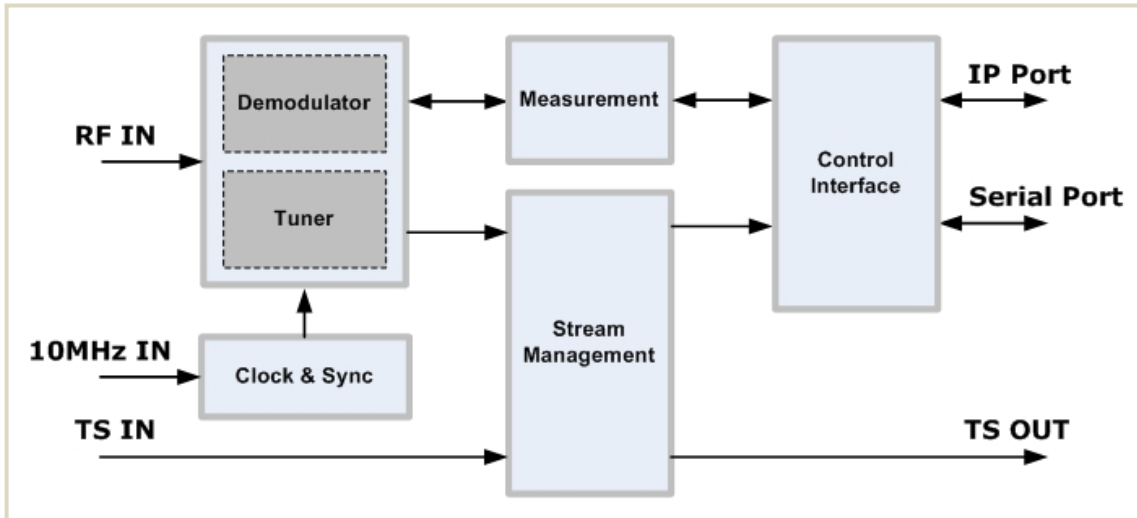 Demodulator
Measurement
IP Port
RF IN
Control
Interface
Tuner
Serial Port
Stream
Management
10MHz IN
Clock & Sync
TS IN
TS OUT